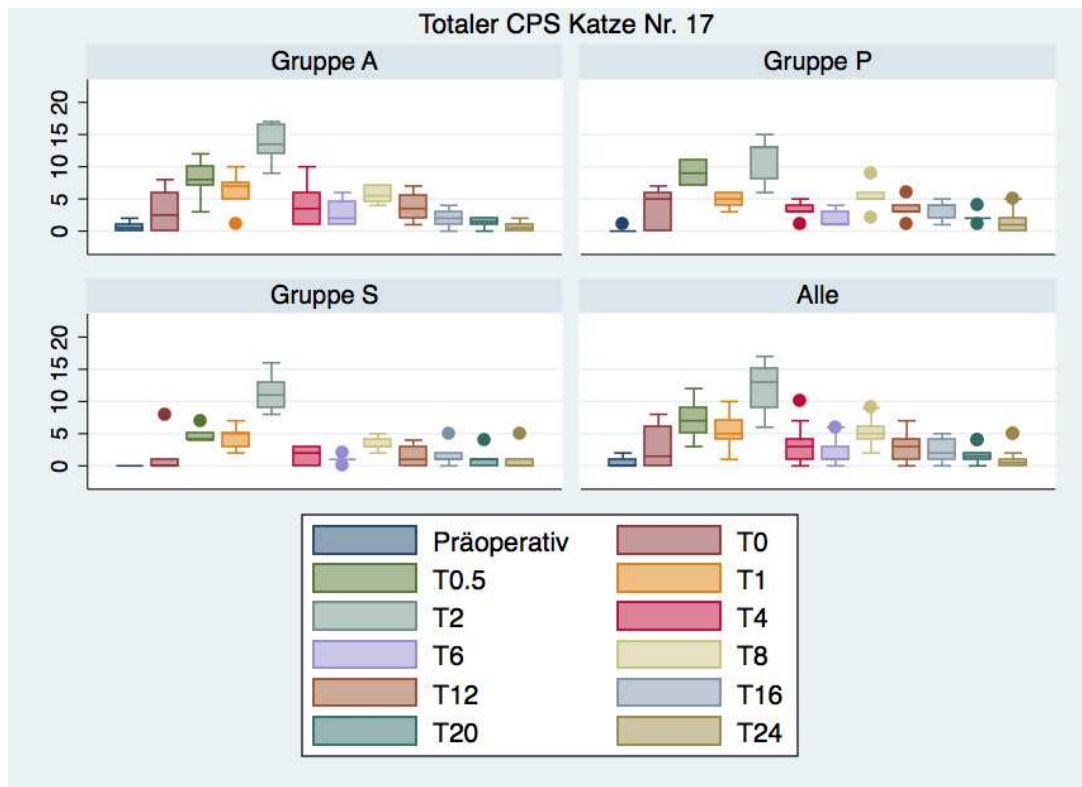 Totaler CPS Katze Nr. 17
Gruppe A
Gruppe P
20
15
10
5
0
Gruppe S
Alle
20
15
10
5
0
Präoperativ T0
T0.5 T1
T2 T4
T6 T8
T12 T16
T20 T24